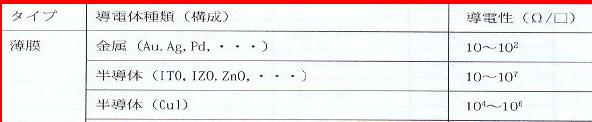 タイプ 導電体種類（構成） 導電性（Ω/□）
薄膜 金属（Au,Ag,Pd,・・・） 10～10²
半導体（ITO,IZO,ZnO,・・・） 10～10⁷
半導体（CuI） 10⁴～10⁶